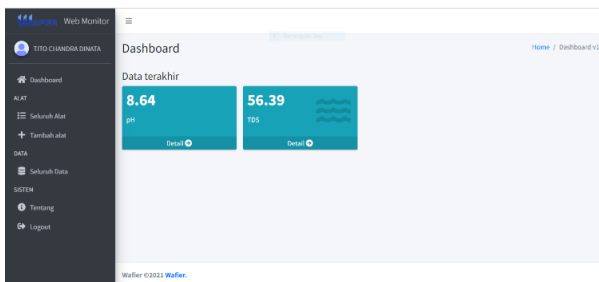 Web Monitor
TITO CHANDRA DINATA
Dashboard
ALAT
Seluruh Alat
Tambah alat
DATA
Seluruh Data
SISTEM
Tentang
Logout
Dashboard
Home / Dashboard v1
Data terakhir
8.64
pH
Detail
56.39
TDS
Detail
Wafier ©2021 Wafier.